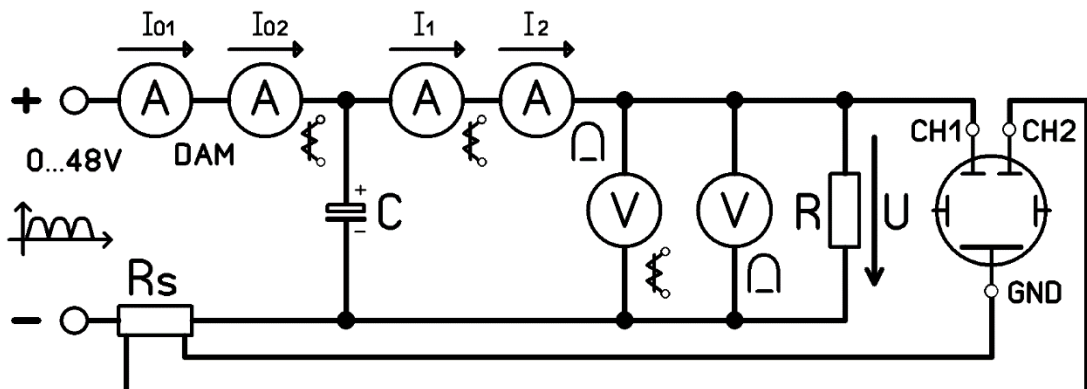 I01 I02 I1 I2
+ A A A A
CH1 CH2
0...48V DAM
+
C V V R U
-
Rs
- GND